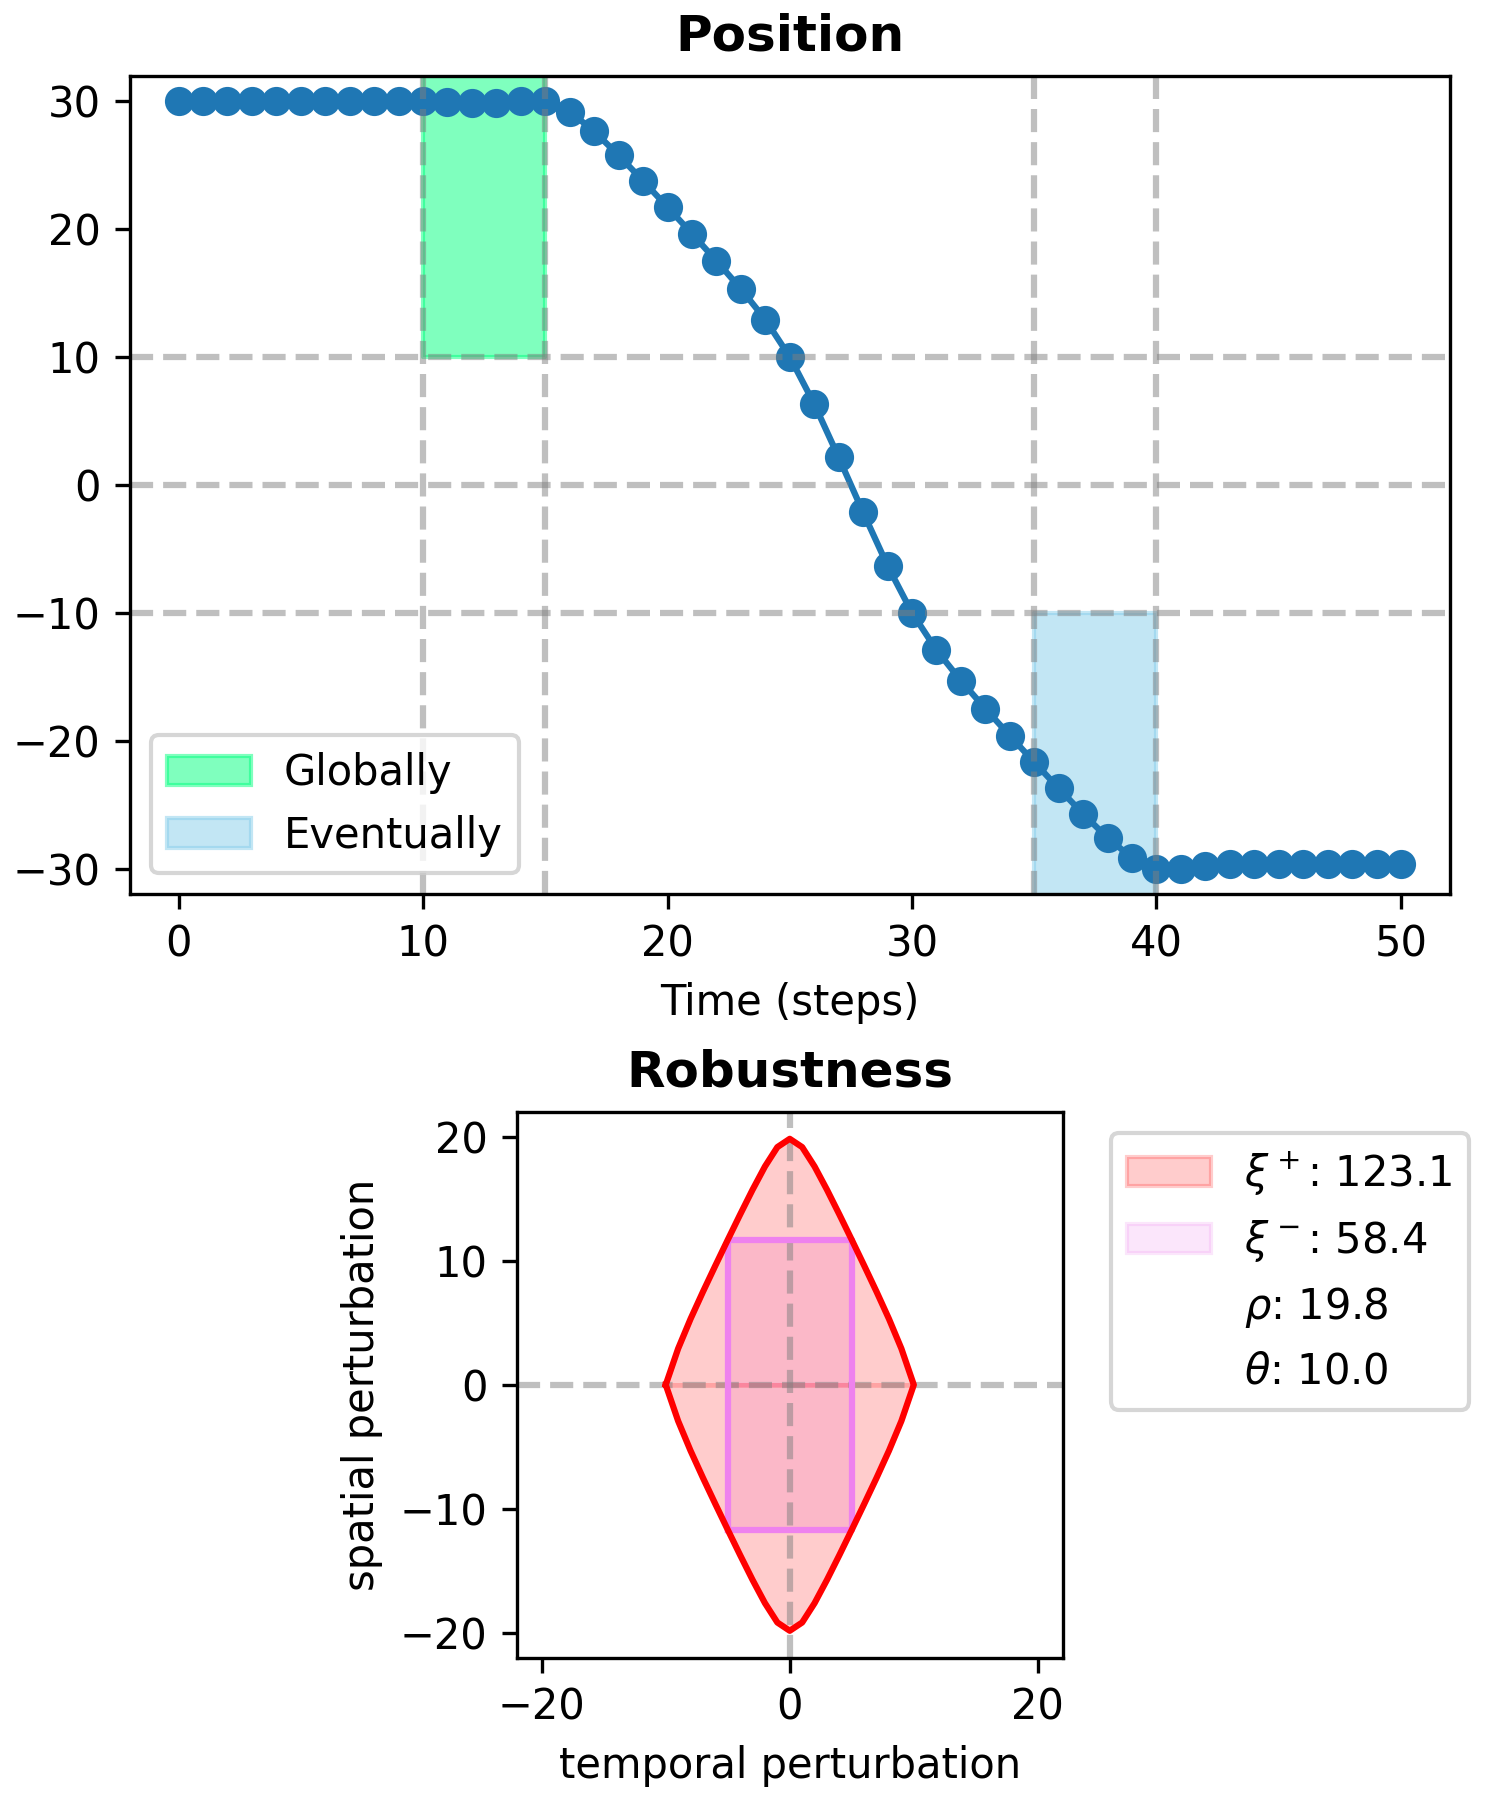 Position
30
20
10
0
−10
−20
−30
Globally
Eventually
0 10 20 30 40 50
Time (steps)
Robustness
20
10
0
−10
−20
spatial perturbation
−20 0 20
temporal perturbation
ξ⁺: 123.1
ξ⁻: 58.4
ρ: 19.8
θ: 10.0